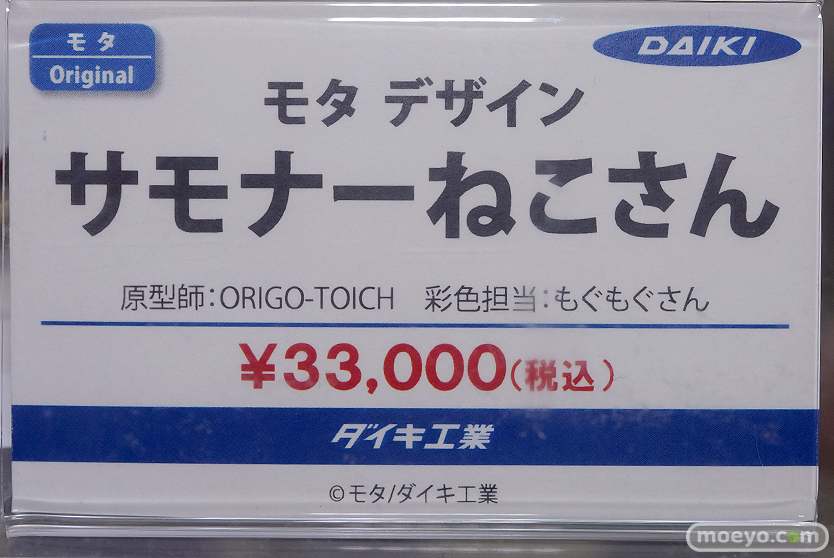 モタ
Original
DAIKI
モタ デザイン
サモナーねこさん
原型師:ORIGO-TOICH 彩色担当:もぐもぐさん
¥33,000(税込)
ダイキ工業
©モタ/ダイキ工業
moeyo.com